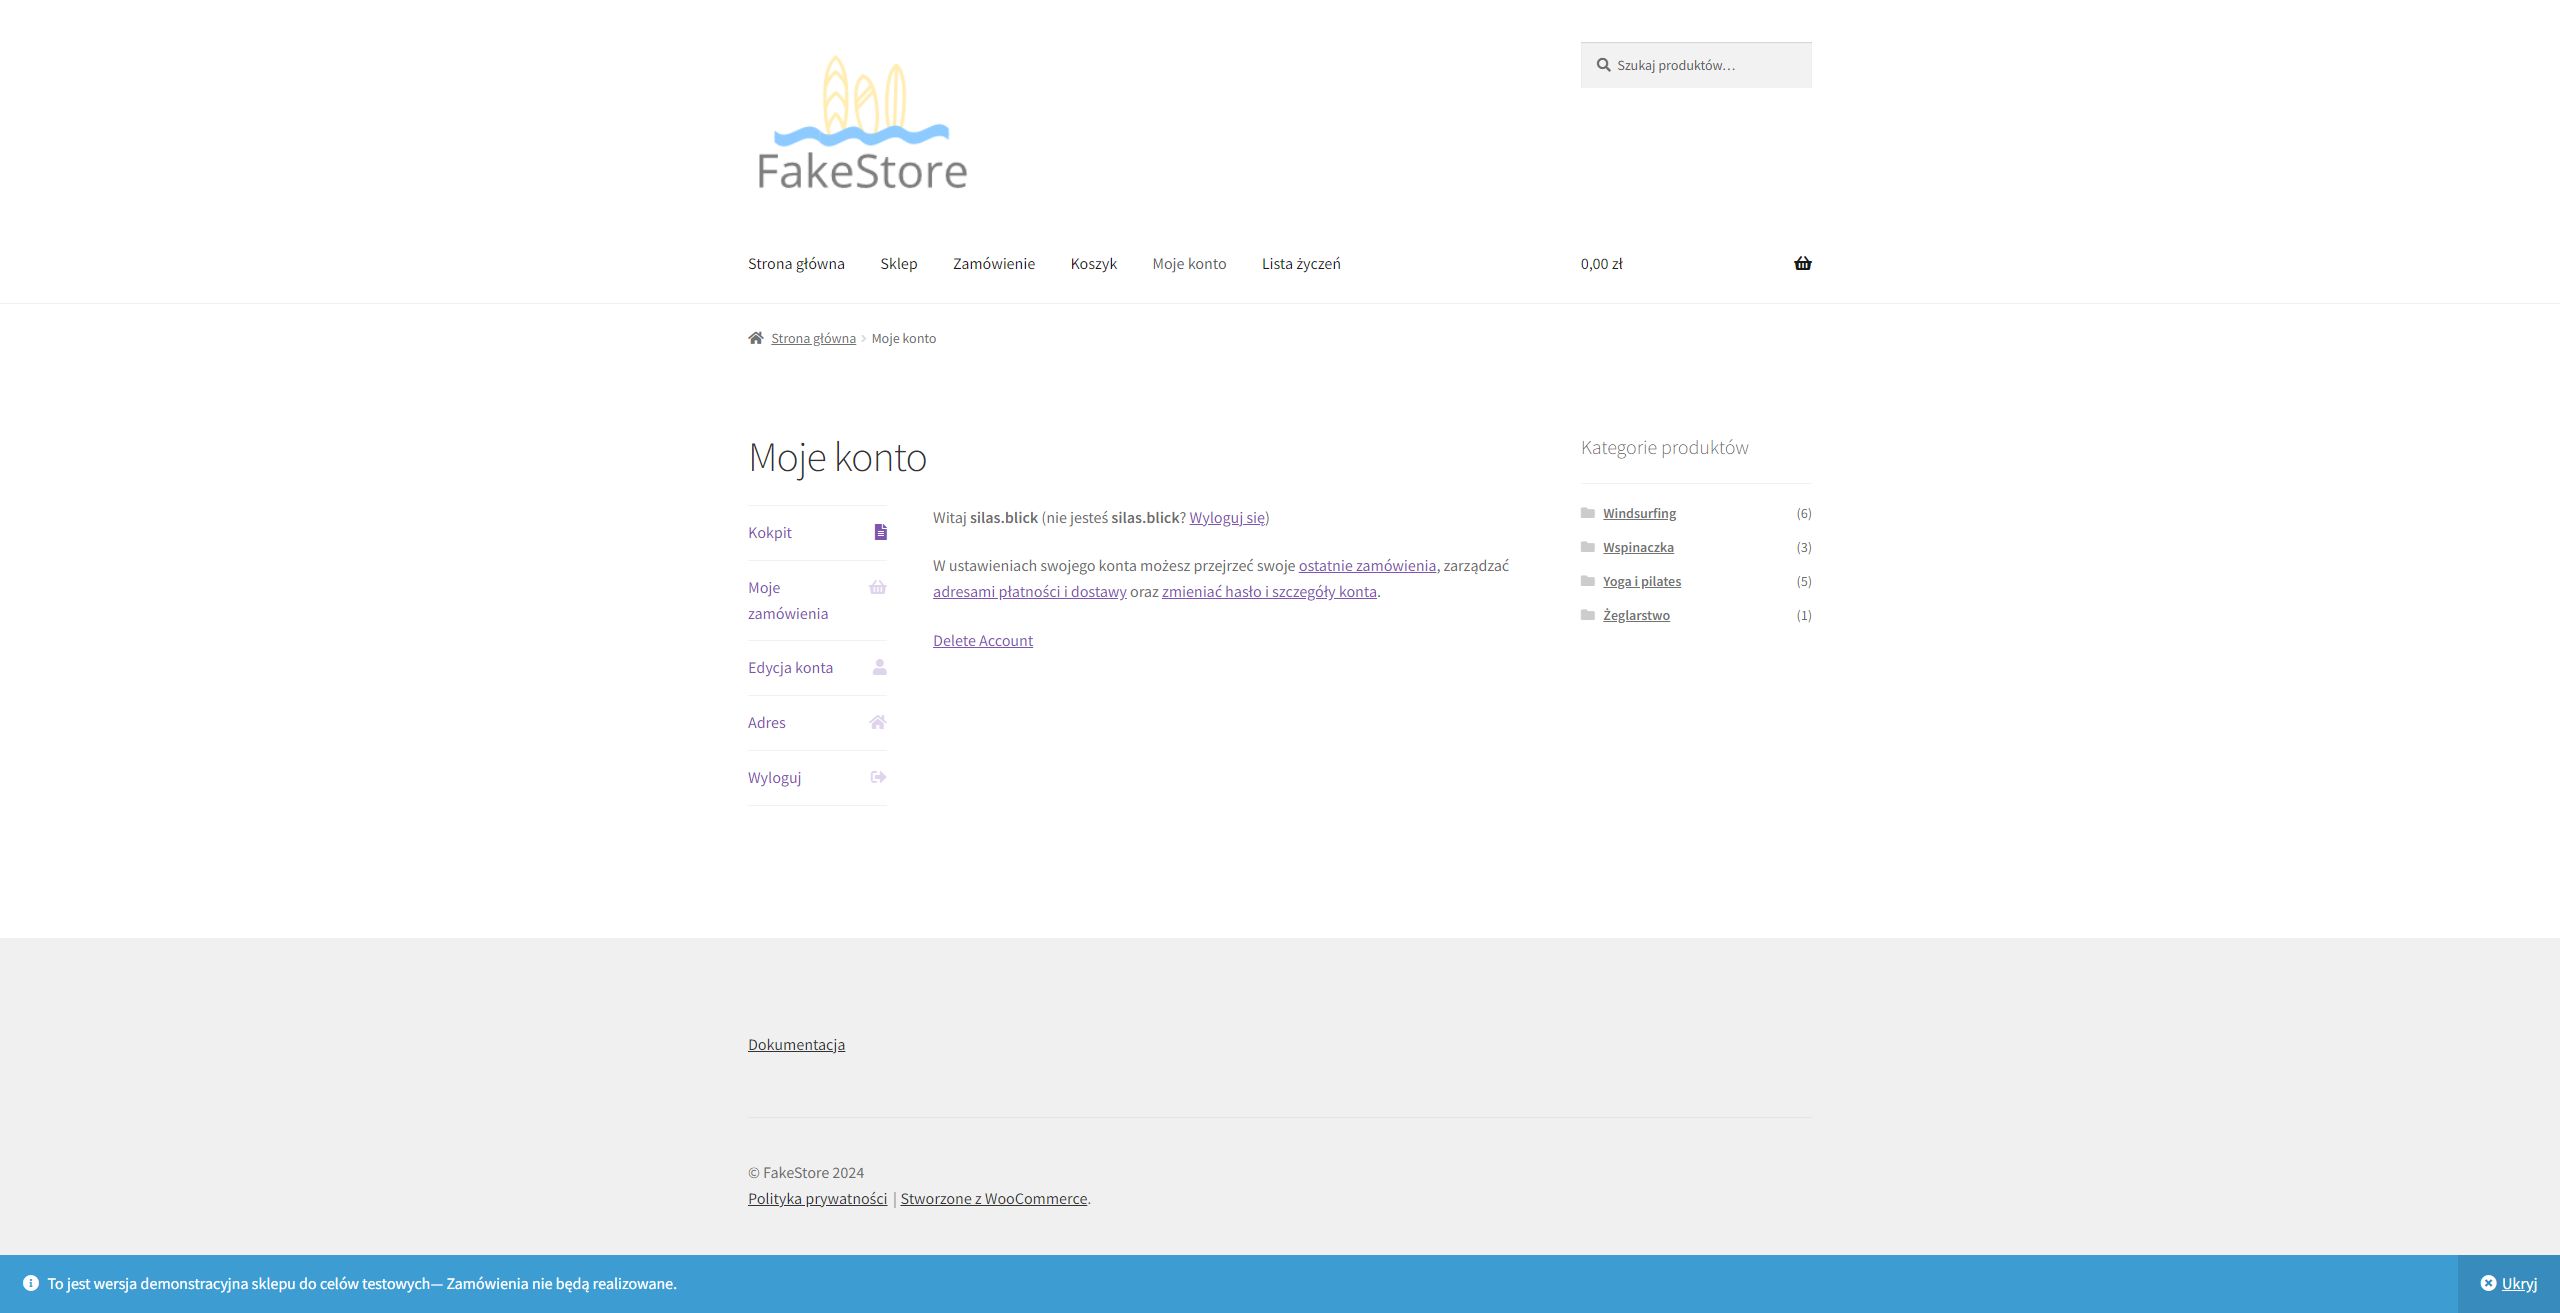 FakeStore
Szukaj produktów…
Strona główna
Sklep
Zamówienie
Koszyk
Moje konto
Lista życzeń
0,00 zł
Strona główna
Moje konto
Moje konto
Kokpit
Moje
zamówienia
Edycja konta
Adres
Wyloguj
Witaj silas.blick (nie jesteś silas.blick? Wyloguj się)
W ustawieniach swojego konta możesz przejrzeć swoje ostatnie zamówienia, zarządzać
adresami płatności i dostawy oraz zmieniać hasło i szczegóły konta.
Delete Account
Kategorie produktów
Windsurfing (6)
Wspinaczka (3)
Yoga i pilates (5)
Żeglarstwo (1)
Dokumentacja
© FakeStore 2024
Polityka prywatności | Stworzone z WooCommerce.
To jest wersja demonstracyjna sklepu do celów testowych— Zamówienia nie będą realizowane.
Ukryj